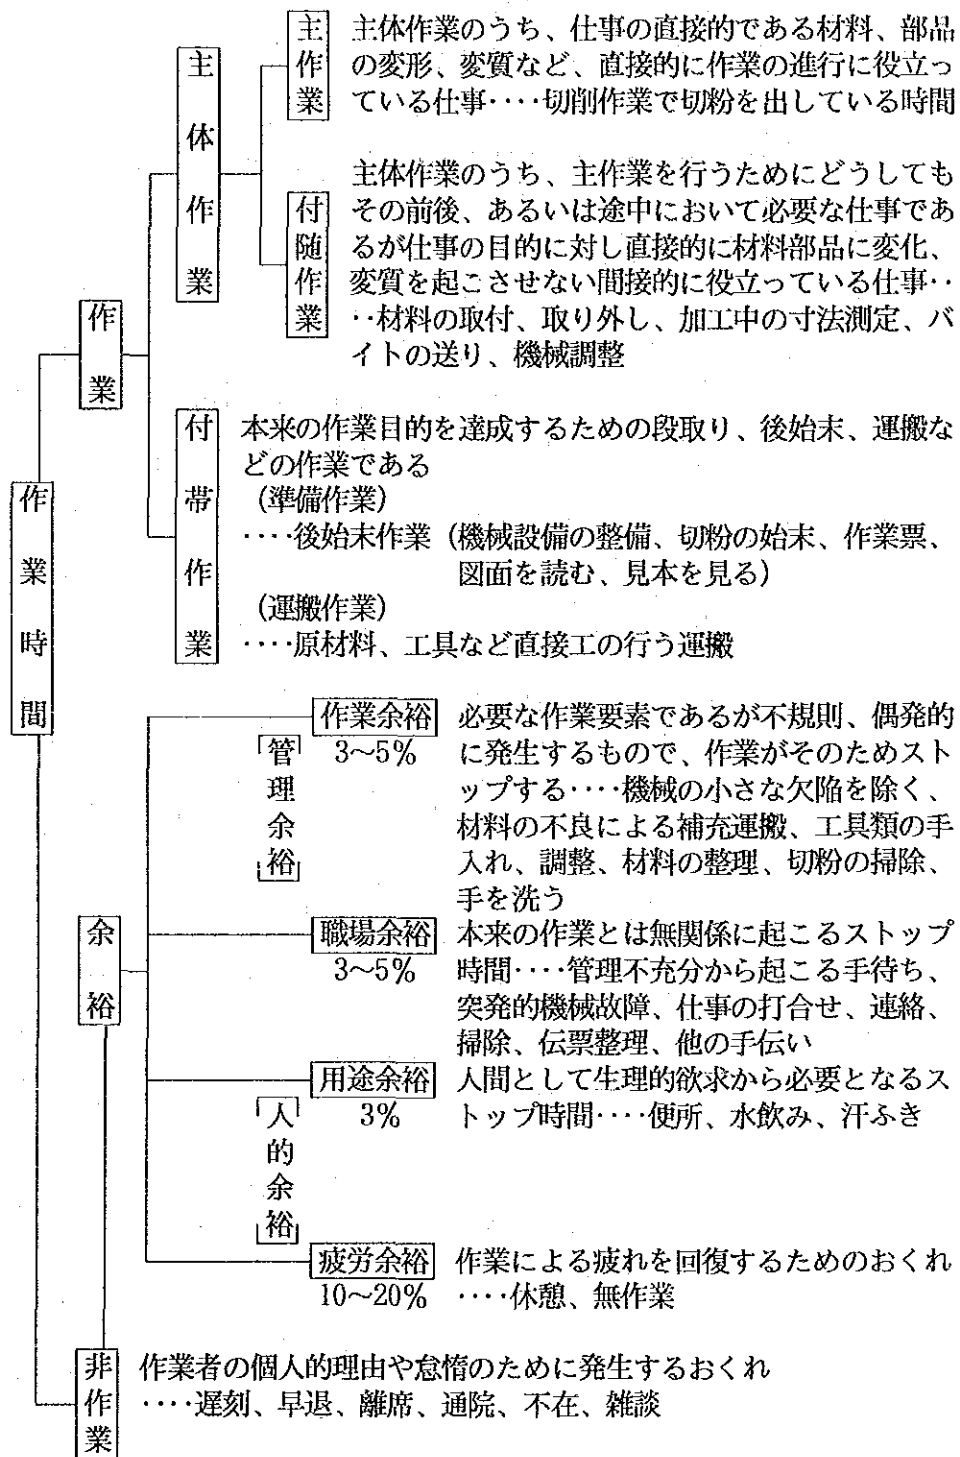 作業時間
作業
主体作業
主作業
主体作業のうち、仕事の直接的である材料、部品
の変形、変質など、直接的に作業の進行に役立っ
ている仕事‥‥切削作業で切粉を出している時間
付随作業
主体作業のうち、主作業を行うためにどうしても
その前後、あるいは途中において必要な仕事であ
るが仕事の目的に対し直接的に材料部品に変化、
変質を起こさせない間接的に役立っている仕事‥
‥材料の取付、取り外し、加工中の寸法測定、バ
イトの送り、機械調整
付帯作業
本来の作業目的を達成するための段取り、後始末、運搬な
どの作業である
(準備作業)
‥‥後始末作業(機械設備の整備、切粉の始末、作業票、
図面を読む、見本を見る)
(運搬作業)
‥‥原材料、工具など直接工の行う運搬
余裕
「管理余裕」
作業余裕
3~5%
必要な作業要素であるが不規則、偶発的
に発生するもので、作業がそのためスト
ップする‥‥機械の小さな欠陥を除く、
材料の不良による補充運搬、工具類の手
入れ、調整、材料の整理、切粉の掃除、
手を洗う
職場余裕
3~5%
本来の作業とは無関係に起こるストップ
時間‥‥管理不充分から起こる手待ち、
突発的機械故障、仕事の打合せ、連絡、
掃除、伝票整理、他の手伝い
「人的余裕」
用途余裕
3%
人間として生理的欲求から必要となるス
トップ時間‥‥便所、水飲み、汗ふき
疲労余裕
10~20%
作業による疲れを回復するためのおくれ
‥‥休憩、無作業
非作業
作業者の個人的理由や怠惰のために発生するおくれ
‥‥遅刻、早退、離席、通院、不在、雑談